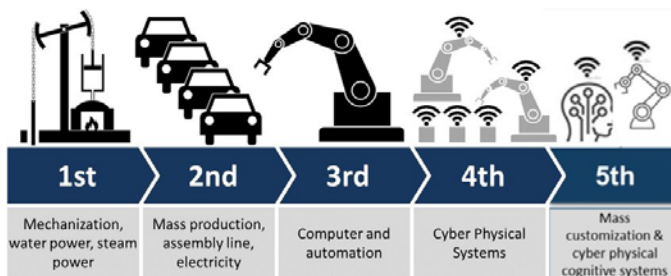 1st
2nd
3rd
4th
5th
Mechanization,
water power, steam
power
Mass production,
assembly line,
electricity
Computer and
automation
Cyber Physical
Systems
Mass
customization &
cyber physical
cognitive systems